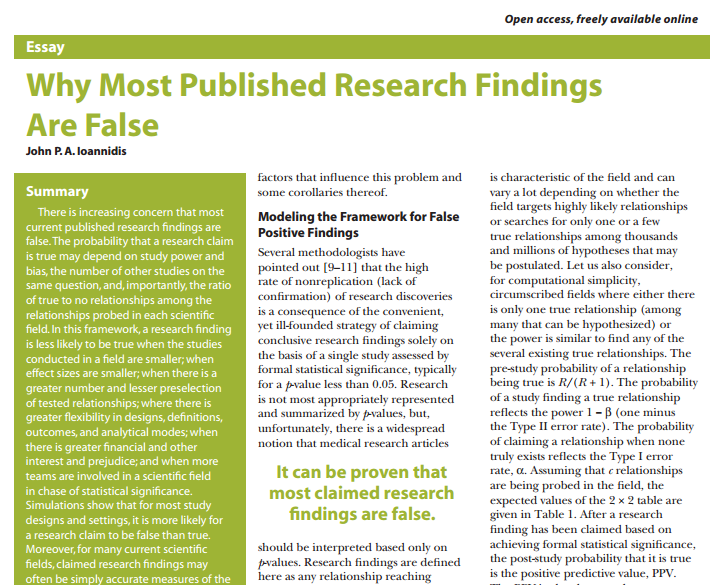 Open access, freely available online
Essay
Why Most Published Research Findings
Are False
John P. A. Ioannidis
Summary
There is increasing concern that most
current published research findings are
false. The probability that a research claim
is true may depend on study power and
bias, the number of other studies on the
same question, and, importantly, the ratio
of true to no relationships among the
relationships probed in each scientific
field. In this framework, a research finding
is less likely to be true when the studies
conducted in a field are smaller; when
effect sizes are smaller; when there is a
greater number and lesser preselection
of tested relationships; where there is
greater flexibility in designs, definitions,
outcomes, and analytical modes; when
there is greater financial and other
interest and prejudice; and when more
teams are involved in a scientific field
in chase of statistical significance.
Simulations show that for most study
designs and settings, it is more likely for
a research claim to be false than true.
Moreover, for many current scientific
fields, claimed research findings may
often be simply accurate measures of the
factors that influence this problem and
some corollaries thereof.
Modeling the Framework for False
Positive Findings
Several methodologists have
pointed out [9–11] that the high
rate of nonreplication (lack of
confirmation) of research discoveries
is a consequence of the convenient,
yet ill-founded strategy of claiming
conclusive research findings solely on
the basis of a single study assessed by
formal statistical significance, typically
for a p-value less than 0.05. Research
is not most appropriately represented
and summarized by p-values, but,
unfortunately, there is a widespread
notion that medical research articles
It can be proven that
most claimed research
findings are false.
should be interpreted based only on
p-values. Research findings are defined
here as any relationship reaching
is characteristic of the field and can
vary a lot depending on whether the
field targets highly likely relationships
or searches for only one or a few
true relationships among thousands
and millions of hypotheses that may
be postulated. Let us also consider,
for computational simplicity,
circumscribed fields where either there
is only one true relationship (among
many that can be hypothesized) or
the power is similar to find any of the
several existing true relationships. The
pre-study probability of a relationship
being true is R/(R + 1). The probability
of a study finding a true relationship
reflects the power 1 − β (one minus
the Type II error rate). The probability
of claiming a relationship when none
truly exists reflects the Type I error
rate, α. Assuming that c relationships
are being probed in the field, the
expected values of the 2 × 2 table are
given in Table 1. After a research
finding has been claimed based on
achieving formal statistical significance,
the post-study probability that it is true
is the positive predictive value, PPV.